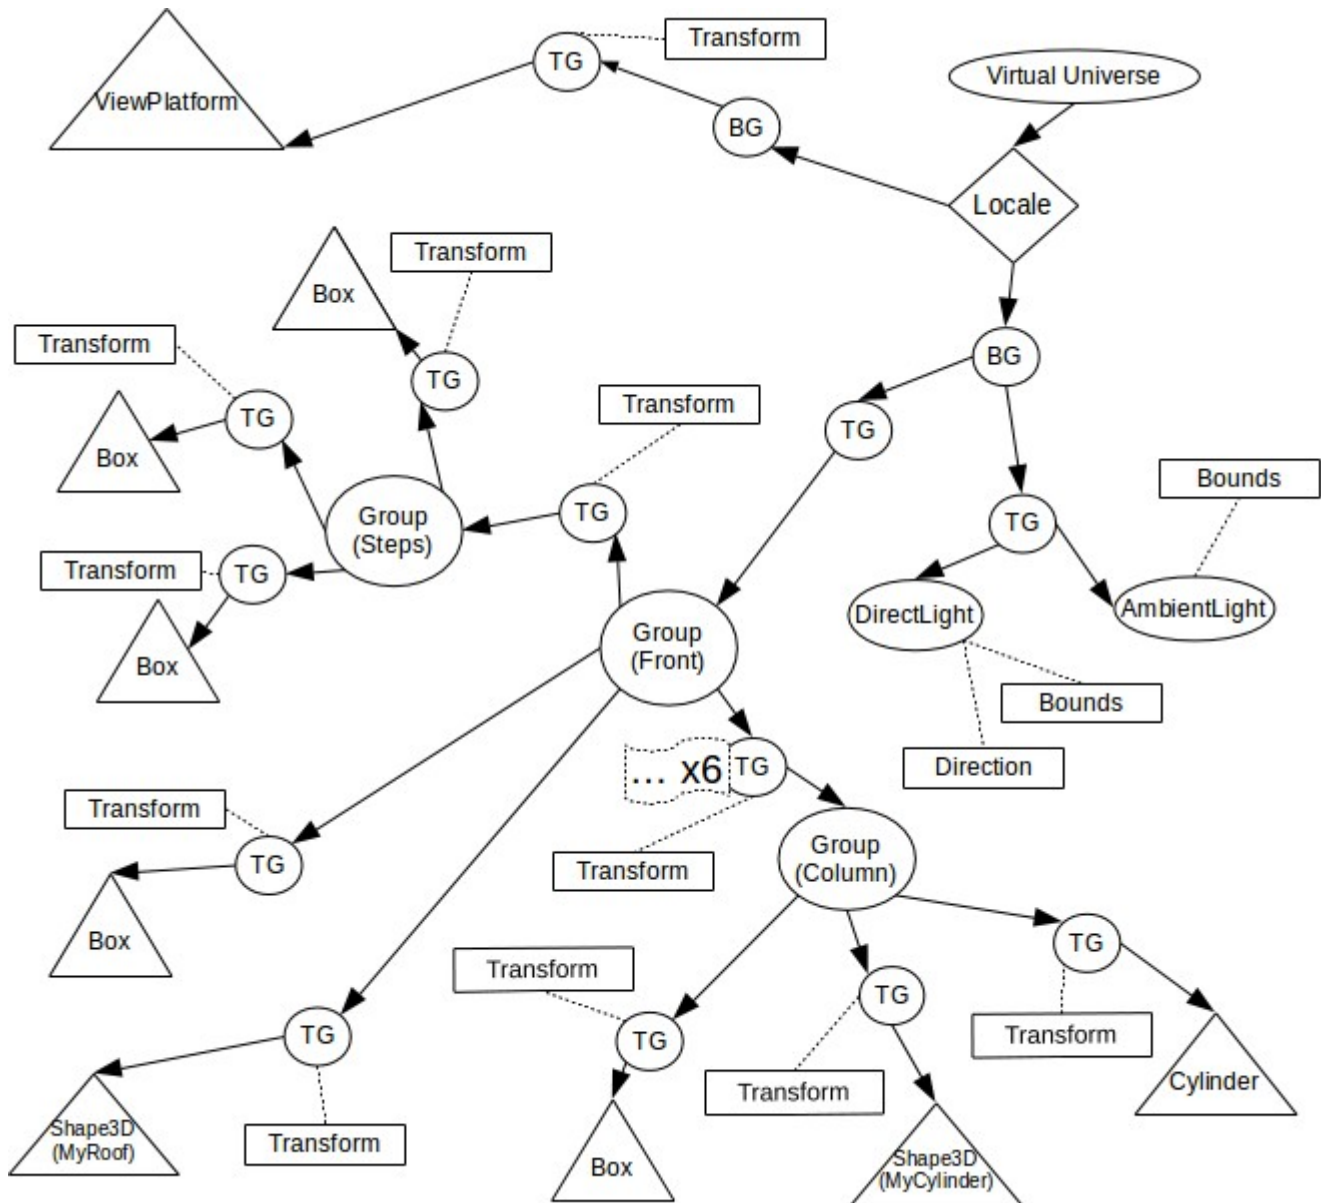 Transform
TG
Virtual Universe
ViewPlatform
BG
Locale
Transform
Box
Transform
BG
TG
Transform
TG
TG
Box
Bounds
Group
(Steps)
TG
TG
Transform
TG
AmbientLight
DirectLight
Group
(Front)
Box
Bounds
... x6
TG
Direction
Transform
Group
(Column)
TG
Transform
Box
TG
Transform
TG
TG
TG
Transform
Cylinder
Transform
Shape3D
(MyRoof)
Transform
Box
Shape3D
(MyCylinder)